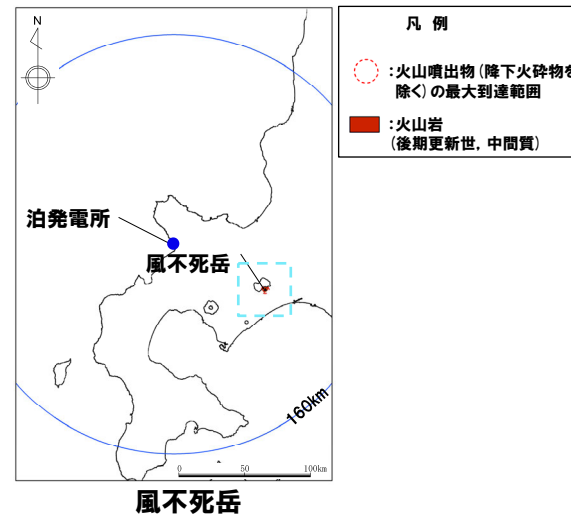 N
泊発電所
風不死岳
160km
0 50 100km
風不死岳
凡 例
:火山噴出物(降下火砕物を
除く)の最大到達範囲
:火山岩
(後期更新世, 中間質)